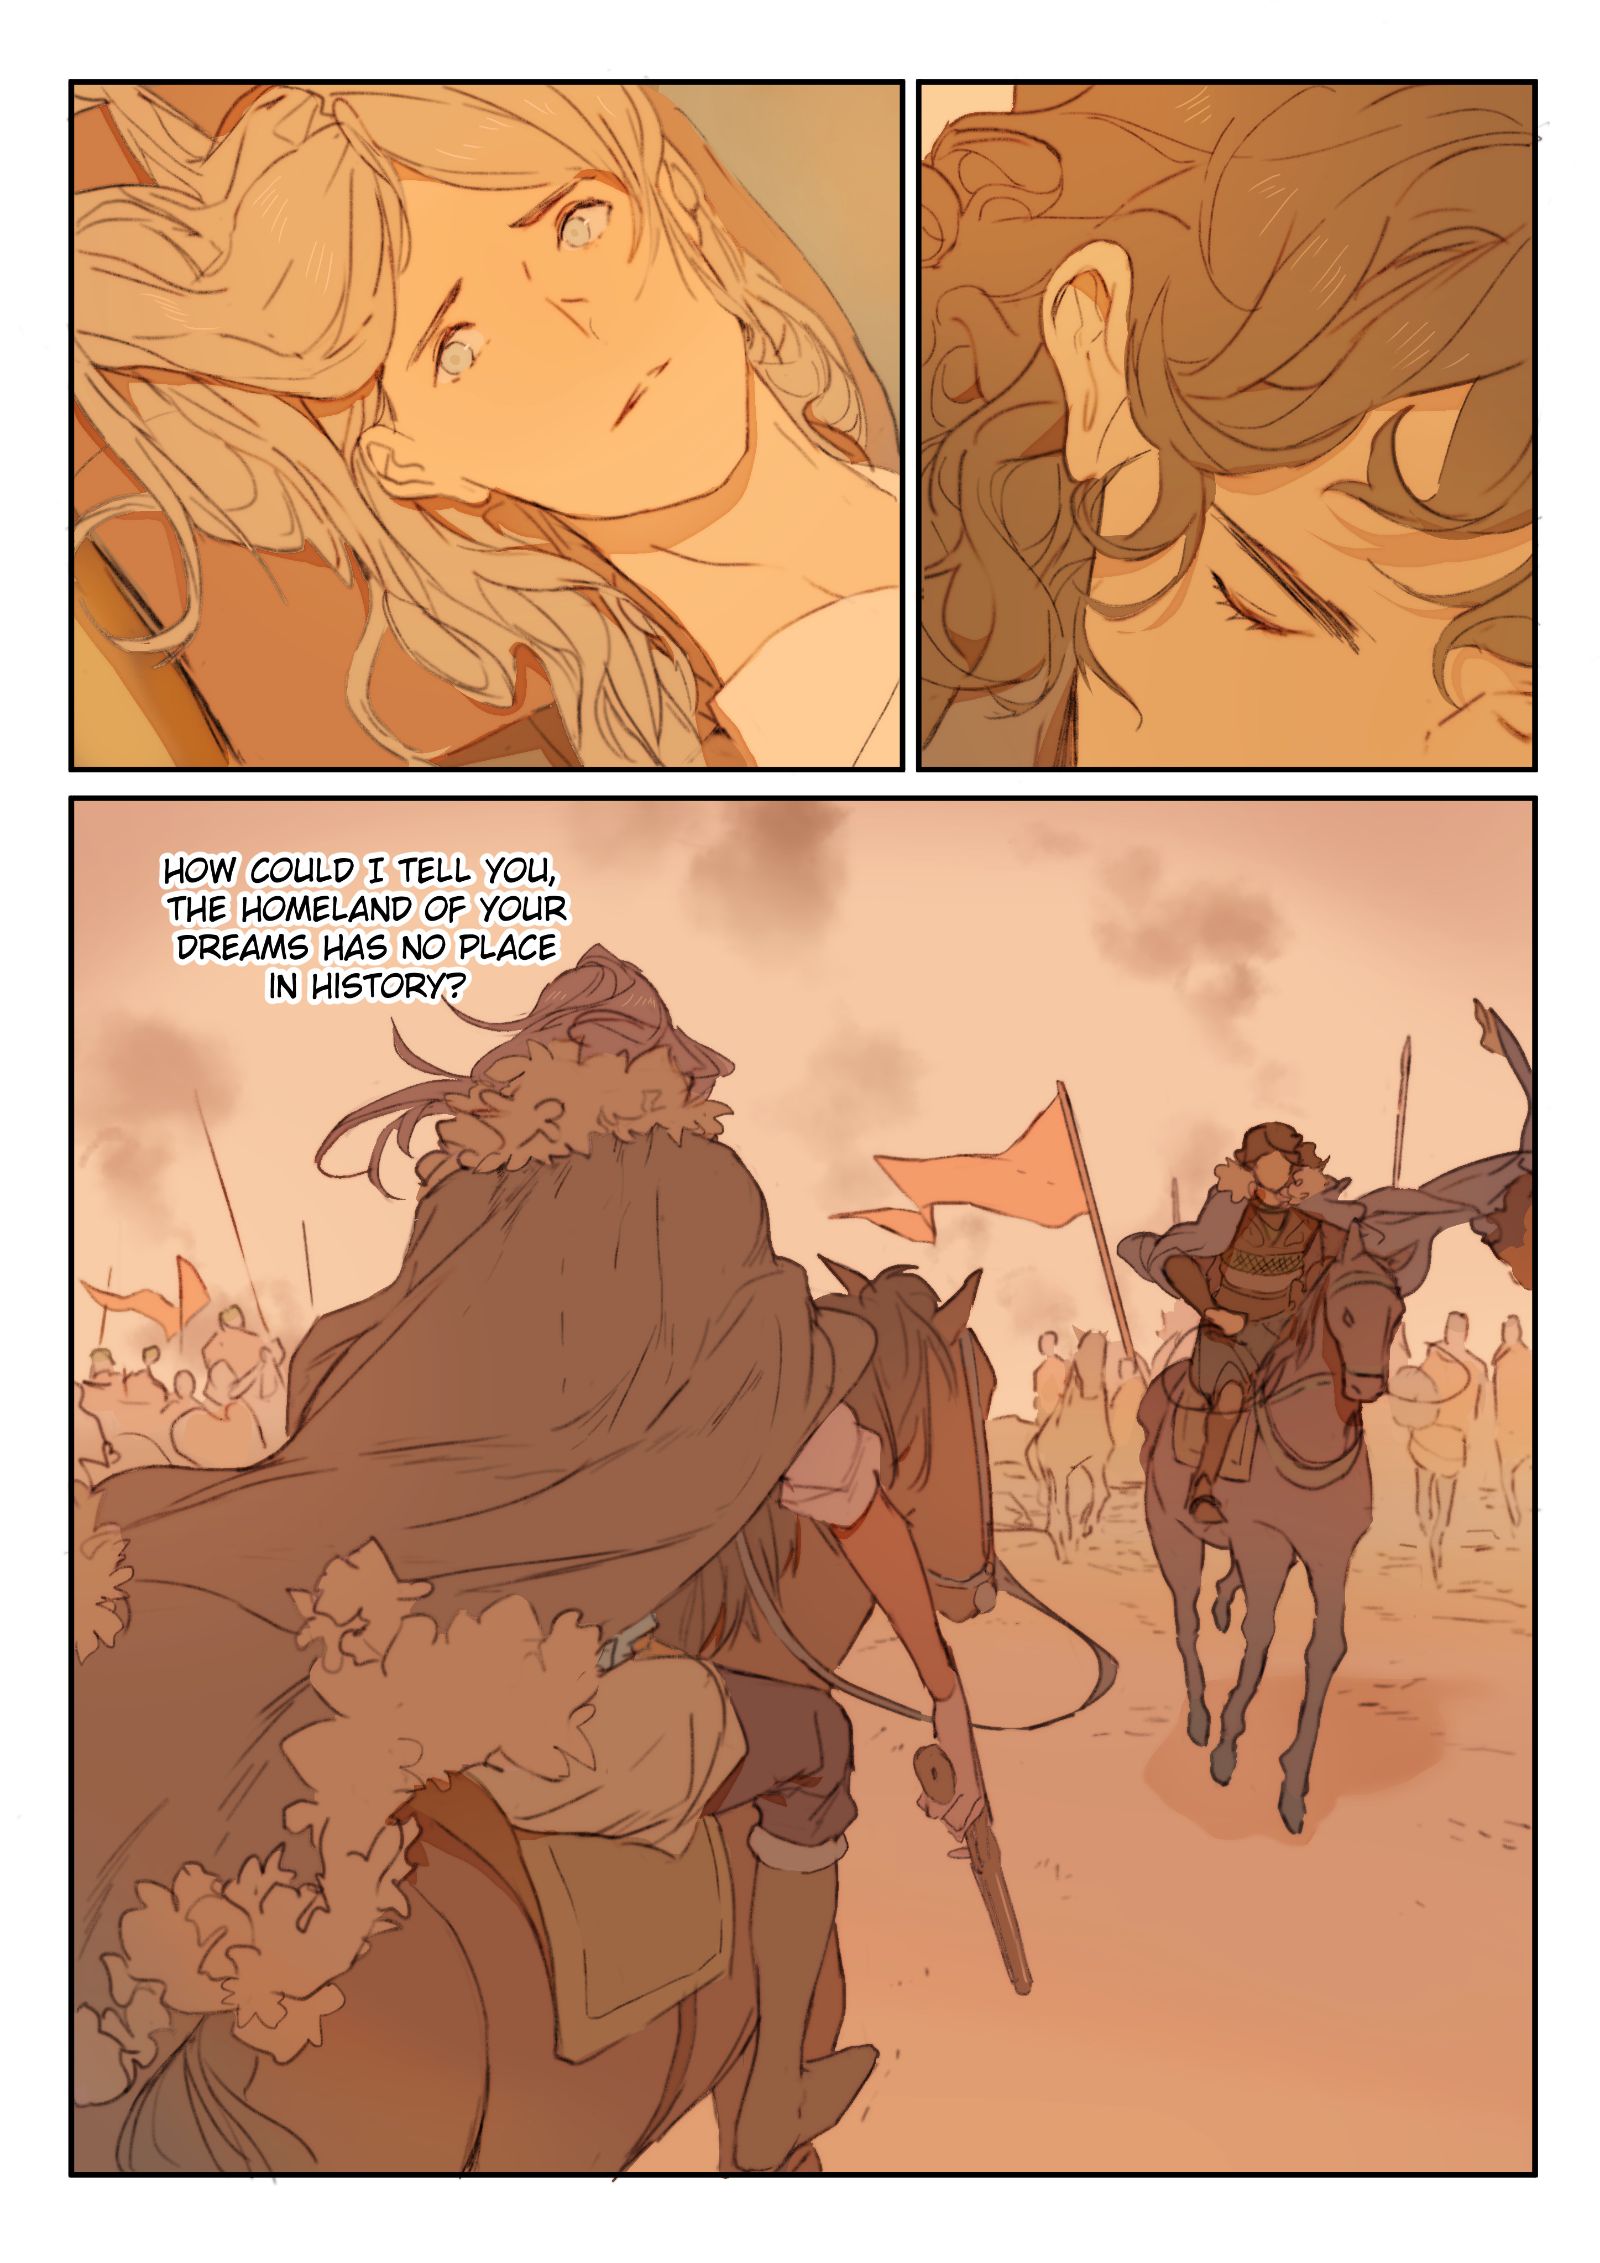 HOW COULD I TELL YOU,
THE HOMELAND OF YOUR
DREAMS HAS NO PLACE
IN HISTORY?